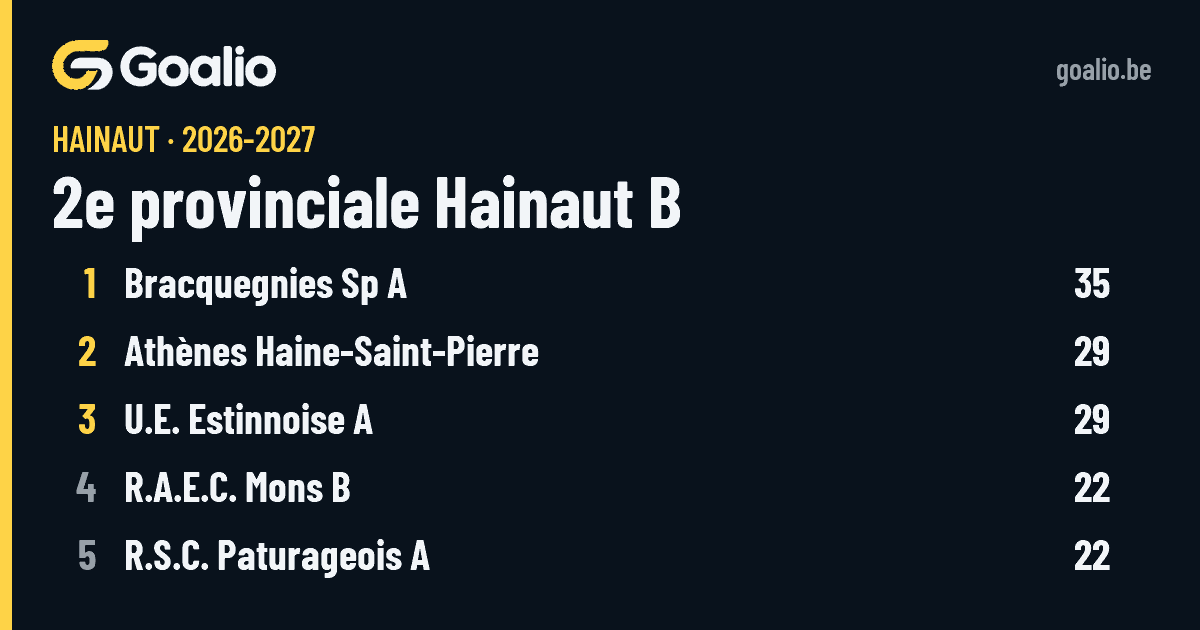 Goalio
goalio.be
HAINAUT · 2026-2027
2e provinciale Hainaut B
1 Bracquegnies Sp A 35
2 Athènes Haine-Saint-Pierre 29
3 U.E. Estinnoise A 29
4 R.A.E.C. Mons B 22
5 R.S.C. Paturageois A 22